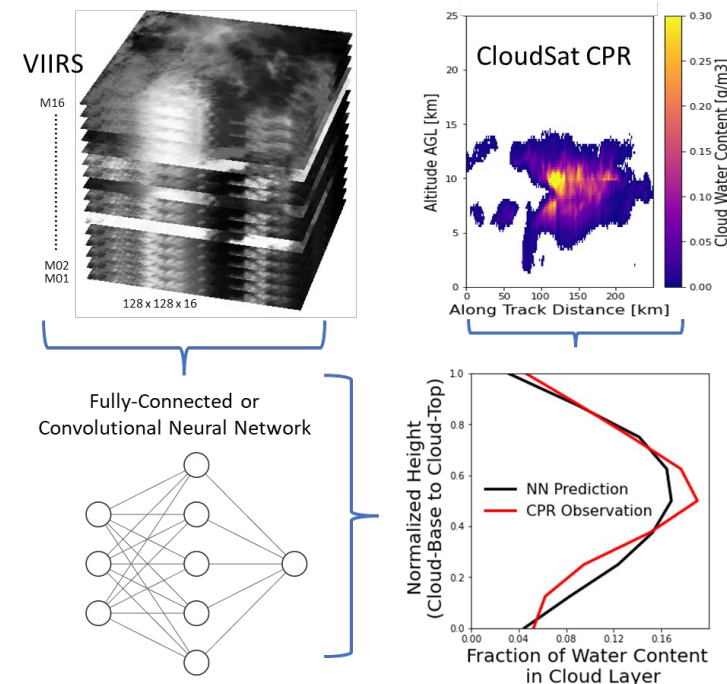 VIIRS
M16
M02
M01
128 x 128 x 16
CloudSat CPR
25
20
15
10
5
0
Altitude AGL [km]
0 50 100 150 200
Along Track Distance [km]
0.30
0.25
0.20
0.15
0.10
0.05
0.00
Cloud Water Content [g/m3]
Fully-Connected or
Convolutional Neural Network
1.0
0.8
0.6
0.4
0.2
0.0
Normalized Height
(Cloud-Base to Cloud-Top)
NN Prediction
CPR Observation
0.00 0.04 0.08 0.12 0.16
Fraction of Water Content
in Cloud Layer